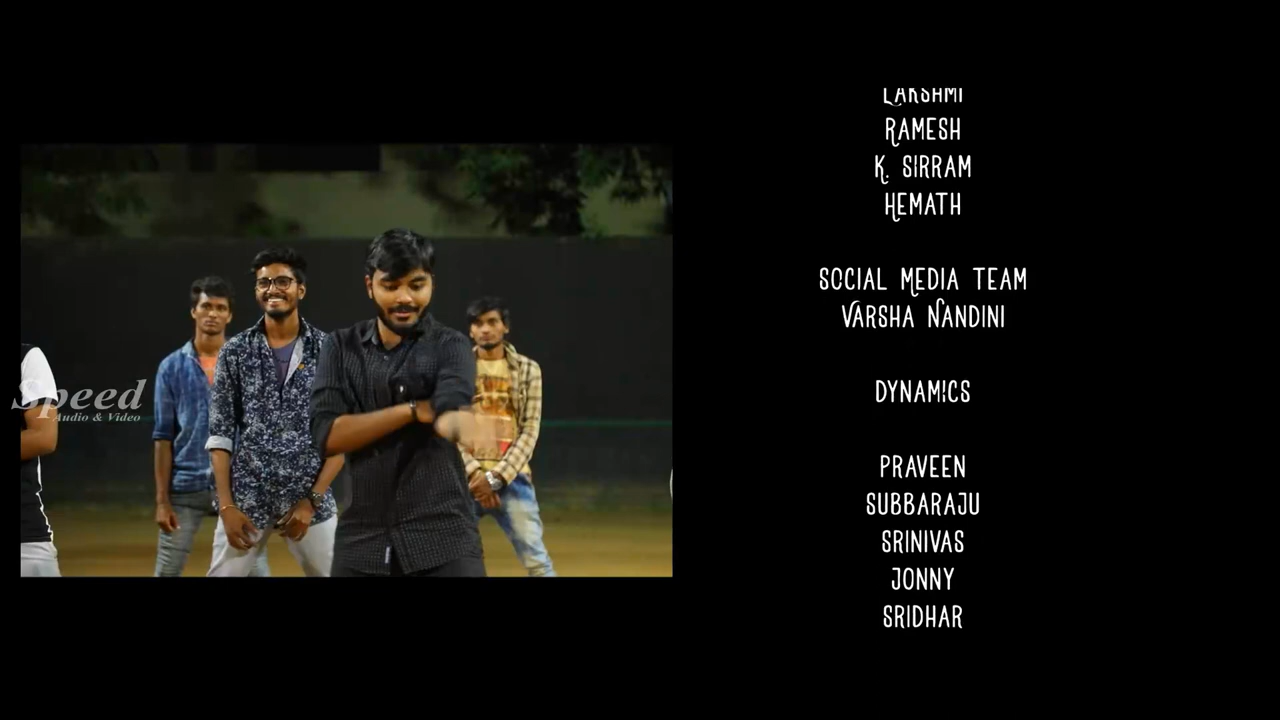 LAKSHMI
RAMESH
K. SIRRAM
HEMATH
SOCIAL MEDIA TEAM
VARSHA NANDINI
DYNAMICS
PRAVEEN
SUBBARAJU
SRINIVAS
JONNY
SRIDHAR
Speed
Audio & Video